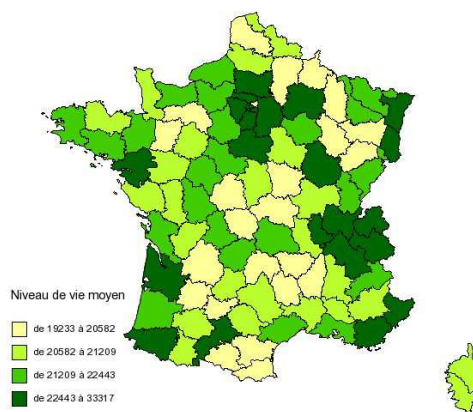 Niveau de vie moyen
de 19233 à 20582
de 20582 à 21209
de 21209 à 22443
de 22443 à 33317